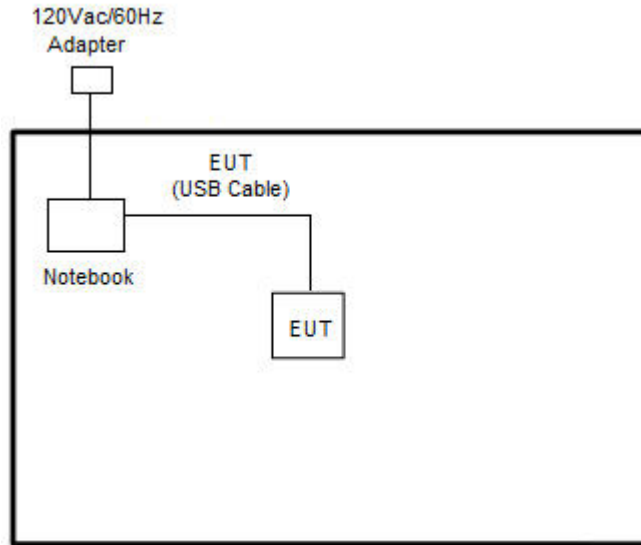 120Vac/60Hz
Adapter
EUT
(USB Cable)
Notebook
EUT